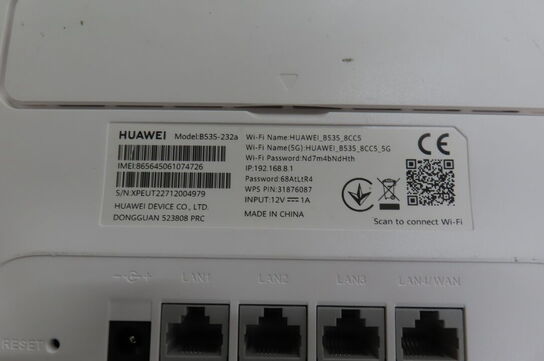 HUAWEI Model:B535-232a
IMEI:865645061074726
S/N:XPEUT22712004979
HUAWEI DEVICE CO., LTD.
DONGGUAN 523808 PRC
Wi-Fi Name:HUAWEI_B535_8CC5
Wi-Fi Name(5G):HUAWEI_B535_8CC5_5G
Wi-Fi Password:Nd7m4bNdHth
IP:192.168.8.1
Password:68AtLtR4
WPS PIN:31876087
INPUT:12V⎓1A
MADE IN CHINA
CE
Scan to connect Wi-Fi
LAN1 LAN2 LAN3 LAN4/WAN
RESET